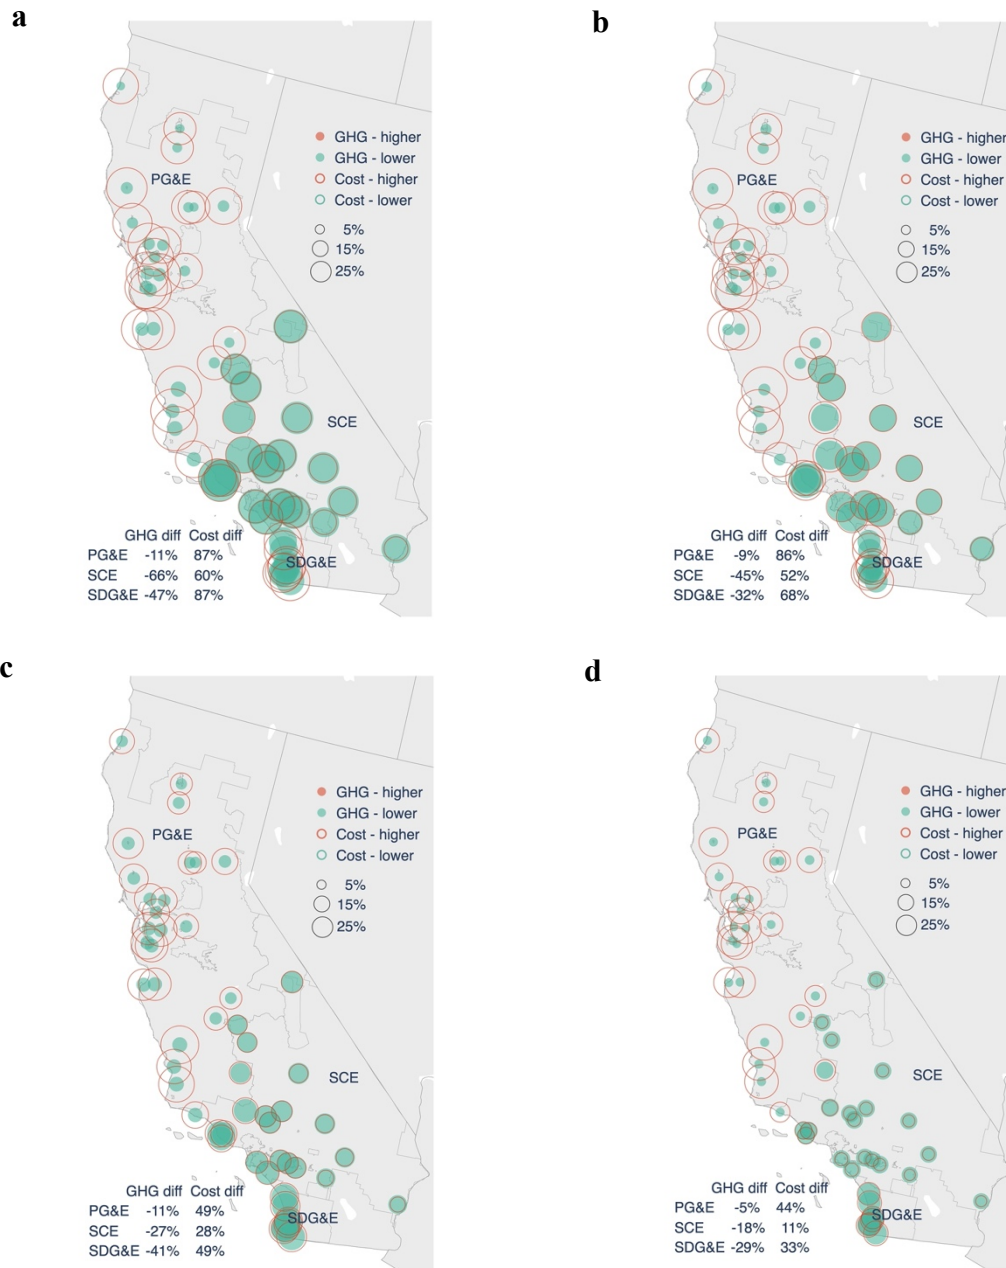 a
GHG - higher
GHG - lower
PG&E
Cost - higher
Cost - lower
5%
15%
25%
SCE
GHG diff Cost diff
PG&E -11% 87%
SCE -66% 60%
SDG&E -47% 87%
SDG&E
b
GHG - higher
GHG - lower
PG&E
Cost - higher
Cost - lower
5%
15%
25%
SCE
GHG diff Cost diff
PG&E -9% 86%
SCE -45% 52%
SDG&E -32% 68%
SDG&E
c
GHG - higher
GHG - lower
PG&E
Cost - higher
Cost - lower
5%
15%
25%
SCE
GHG diff Cost diff
PG&E -11% 49%
SCE -27% 28%
SDG&E -41% 49%
SDG&E
d
GHG - higher
GHG - lower
PG&E
Cost - higher
Cost - lower
5%
15%
25%
SCE
GHG diff Cost diff
PG&E -5% 44%
SCE -18% 11%
SDG&E -29% 33%
SDG&E